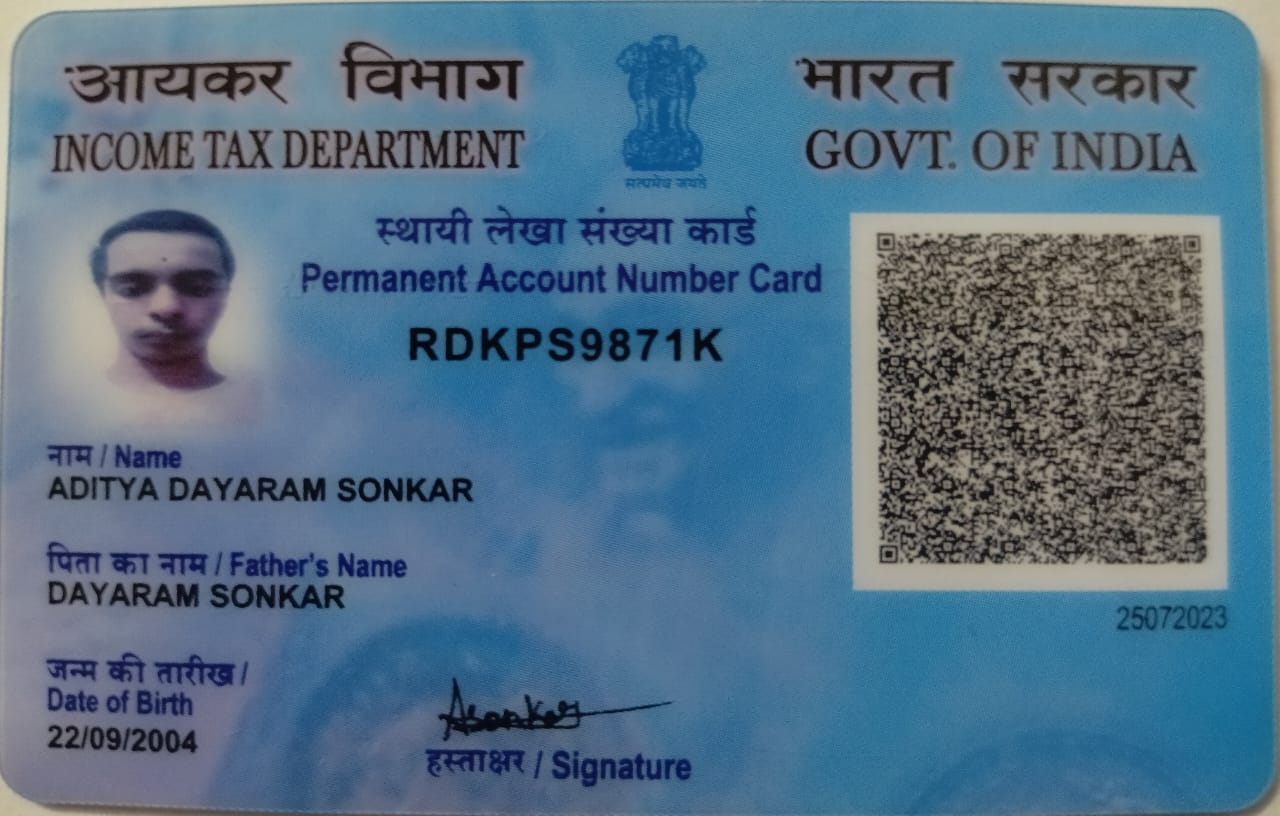 आयकर विभाग
INCOME TAX DEPARTMENT
सत्यमेव जयते
भारत सरकार
GOVT. OF INDIA
स्थायी लेखा संख्या कार्ड
Permanent Account Number Card
RDKPS9871K
नाम / Name
ADITYA DAYARAM SONKAR
पिता का नाम / Father's Name
DAYARAM SONKAR
25072023
जन्म की तारीख /
Date of Birth
22/09/2004
ASonkar
हस्ताक्षर / Signature